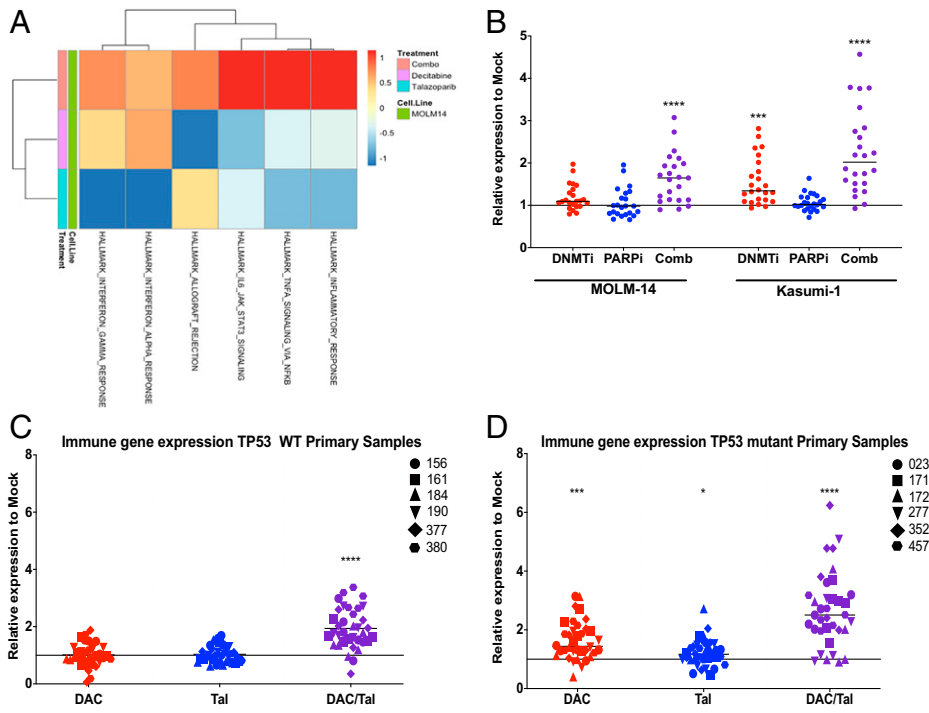 A
Treatment
Combo
Decitabine
Talazoparib
Cell.Line
MOLM14
1
0.5
0
-0.5
-1
Treatment
Cell.Line
HALLMARK_INTERFERON_GAMMA_RESPONSE
HALLMARK_INTERFERON_ALPHA_RESPONSE
HALLMARK_ALLOGRAFT_REJECTION
HALLMARK_IL6_JAK_STAT3_SIGNALING
HALLMARK_TNFA_SIGNALING_VIA_NFKB
HALLMARK_INFLAMMATORY_RESPONSE
B
Relative expression to Mock
5
4
3
2
1
0
****
***
****
DNMTi PARPi Comb DNMTi PARPi Comb
MOLM-14 Kasumi-1
C
Immune gene expression TP53 WT Primary Samples
Relative expression to Mock
8
6
4
2
0
****
156
161
184
190
377
380
DAC Tal DAC/Tal
D
Immune gene expression TP53 mutant Primary Samples
Relative expression to Mock
8
6
4
2
0
*** * ****
023
171
172
277
352
457
DAC Tal DAC/Tal